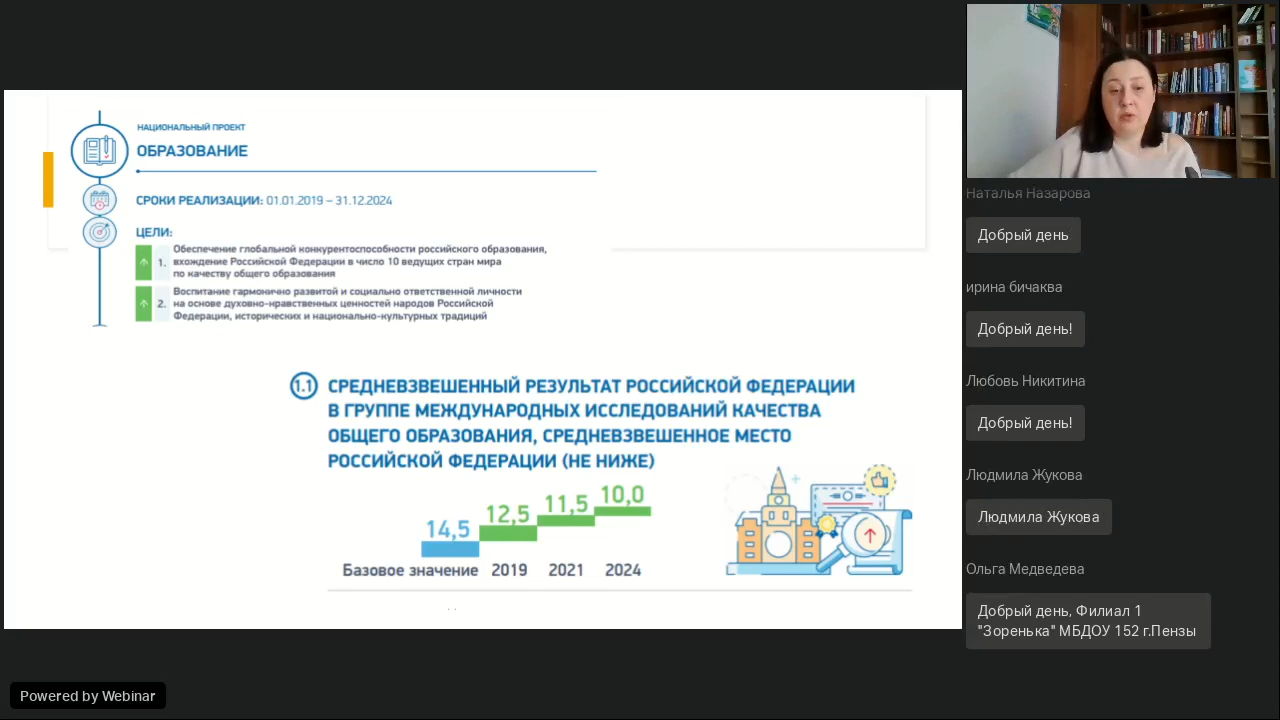 НАЦИОНАЛЬНЫЙ ПРОЕКТ
ОБРАЗОВАНИЕ
СРОКИ РЕАЛИЗАЦИИ: 01.01.2019 – 31.12.2024
ЦЕЛИ:
1. Обеспечение глобальной конкурентоспособности российского образования,
вхождение Российской Федерации в число 10 ведущих стран мира
по качеству общего образования
2. Воспитание гармонично развитой и социально ответственной личности
на основе духовно-нравственных ценностей народов Российской
Федерации, исторических и национально-культурных традиций
1.1 СРЕДНЕВЗВЕШЕННЫЙ РЕЗУЛЬТАТ РОССИЙСКОЙ ФЕДЕРАЦИИ
В ГРУППЕ МЕЖДУНАРОДНЫХ ИССЛЕДОВАНИЙ КАЧЕСТВА
ОБЩЕГО ОБРАЗОВАНИЯ, СРЕДНЕВЗВЕШЕННОЕ МЕСТО
РОССИЙСКОЙ ФЕДЕРАЦИИ (НЕ НИЖЕ)
14,5 12,5 11,5 10,0
Базовое значение 2019 2021 2024
Наталья Назарова
Добрый день
ирина бичаква
Добрый день!
Любовь Никитина
Добрый день!
Людмила Жукова
Людмила Жукова
Ольга Медведева
Добрый день, Филиал 1
"Зоренька" МБДОУ 152 г.Пензы
Powered by Webinar